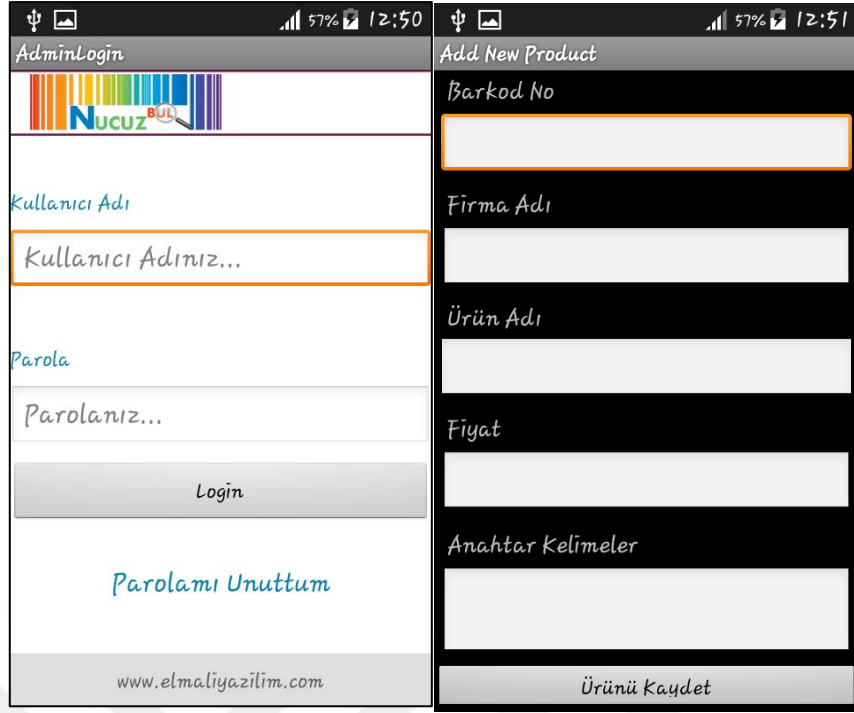 57% 12:50
AdminLogin
NUCUZ BUL
Kullanıcı Adı
Kullanıcı Adınız...
Parola
Parolanız...
Login
Parolamı Unuttum
www.elmaliyazilim.com
57% 12:51
Add New Product
Barkod No
Firma Adı
Ürün Adı
Fiyat
Anahtar Kelimeler
Ürünü Kaydet